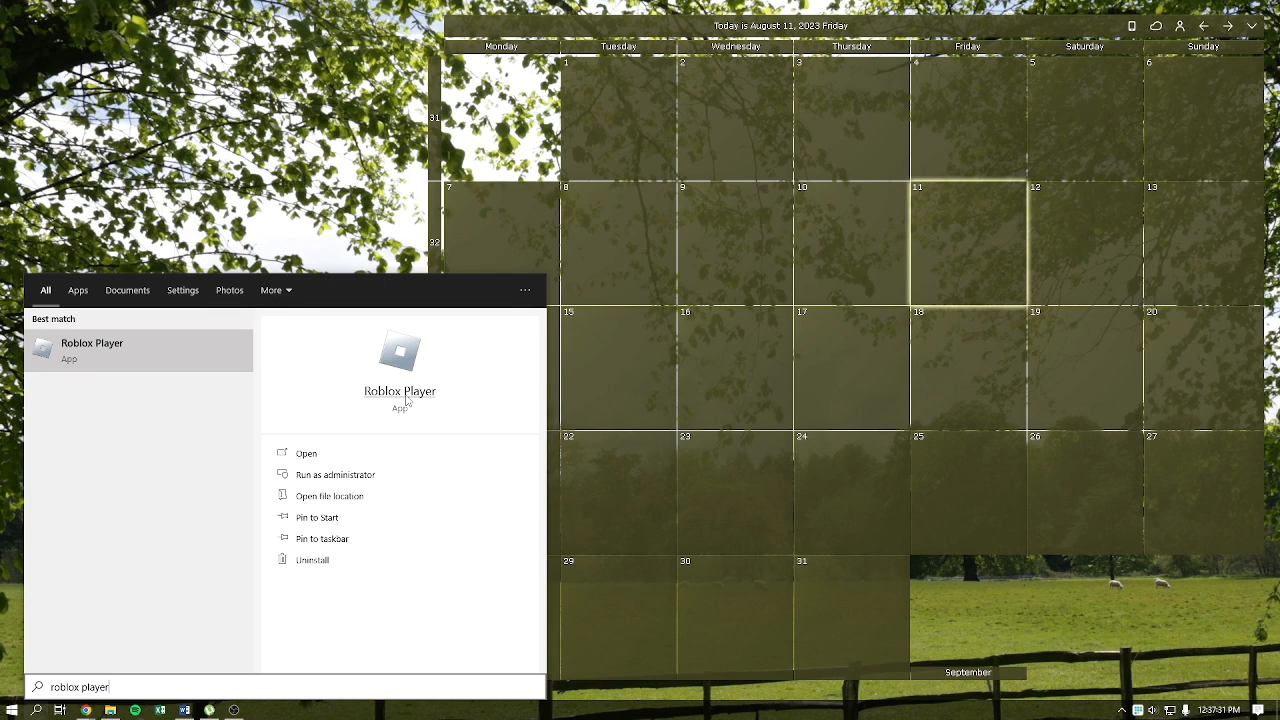 Today is August 11, 2023 Friday
Monday Tuesday Wednesday Thursday Friday Saturday Sunday
31 1 2 3 4 5 6
32 7 8 9 10 11 12 13
15 16 17 18 19 20
22 23 24 25 26 27
29 30 31
September
All Apps Documents Settings Photos More
Best match
Roblox Player
App
Roblox Player
App
Open
Run as administrator
Open file location
Pin to Start
Pin to taskbar
Uninstall
roblox player
12:37:31 PM